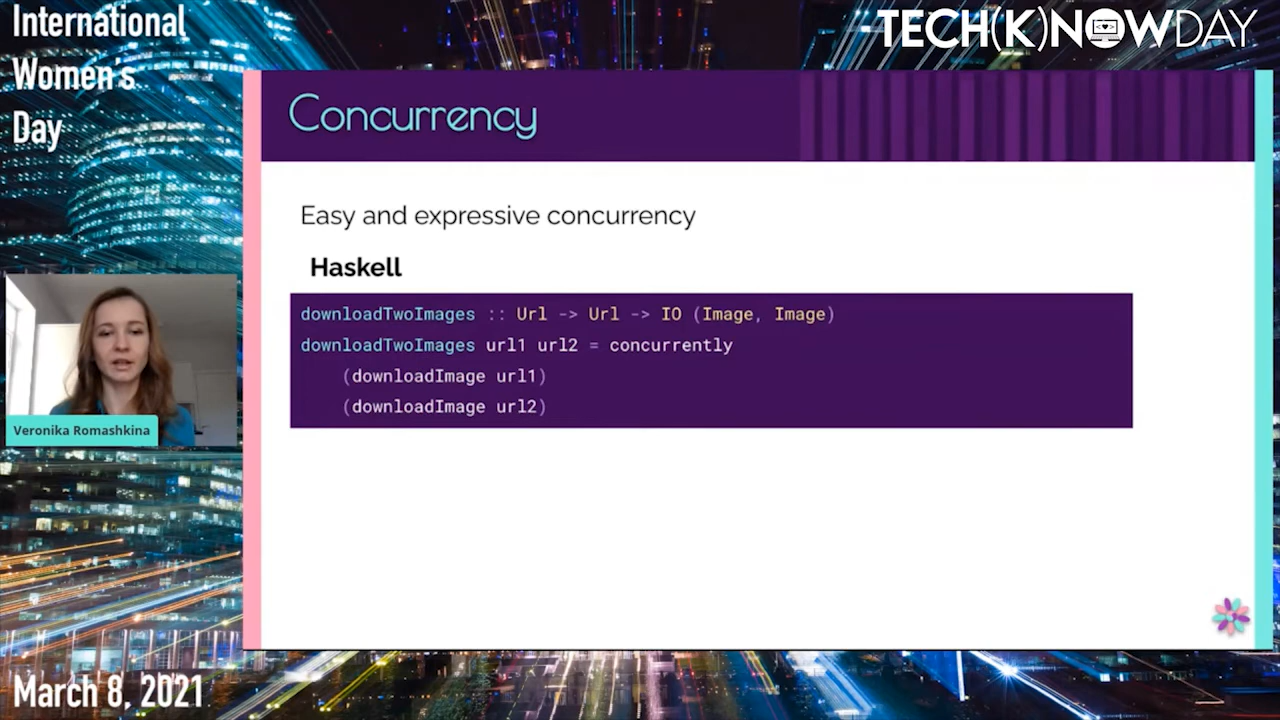 International
Women's
Day
TECH(K)NOWDAY
Concurrency
Easy and expressive concurrency
Haskell
downloadTwoImages :: Url -> Url -> IO (Image, Image)
downloadTwoImages url1 url2 = concurrently
(downloadImage url1)
(downloadImage url2)
Veronika Romashkina
March 8, 2021